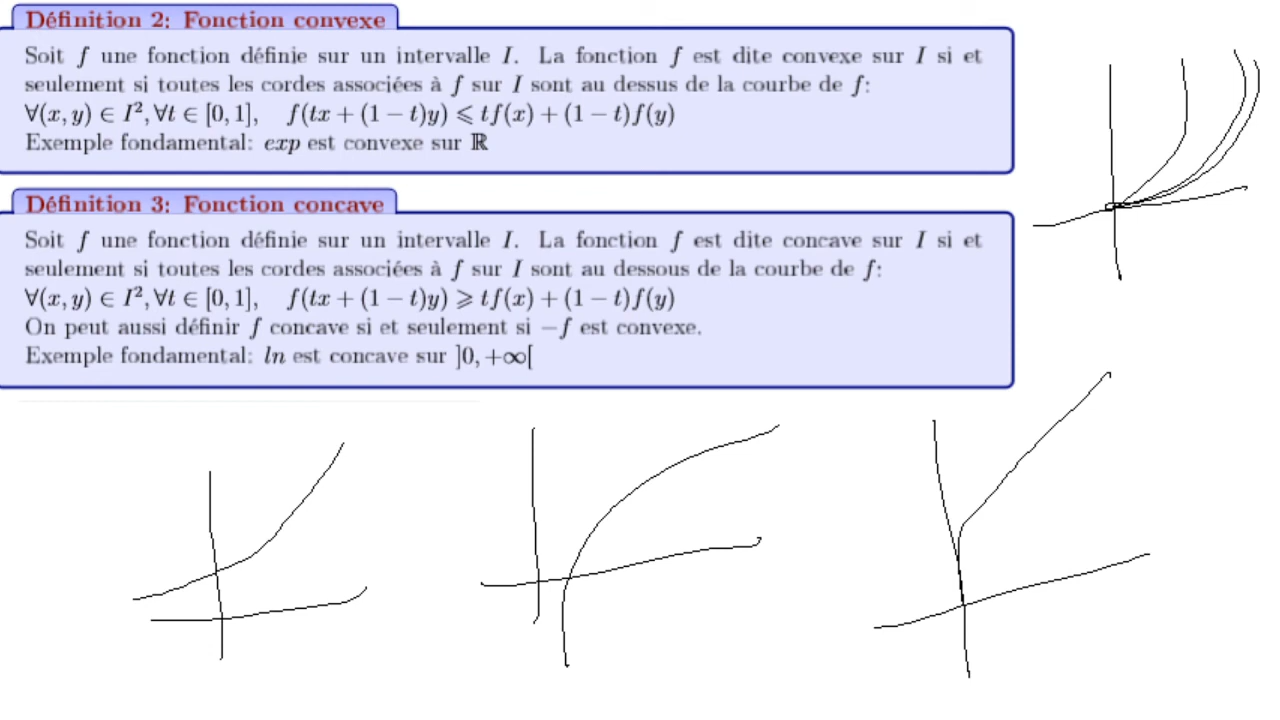 Définition 2: Fonction convexe
Soit f une fonction définie sur un intervalle I. La fonction f est dite convexe sur I si et
seulement si toutes les cordes associées à f sur I sont au dessus de la courbe de f:
∀(x, y) ∈ I², ∀t ∈ [0, 1], f(tx + (1 − t)y) ⩽ tf(x) + (1 − t)f(y)
Exemple fondamental: exp est convexe sur ℝ
Définition 3: Fonction concave
Soit f une fonction définie sur un intervalle I. La fonction f est dite concave sur I si et
seulement si toutes les cordes associées à f sur I sont au dessous de la courbe de f:
∀(x, y) ∈ I², ∀t ∈ [0, 1], f(tx + (1 − t)y) ⩾ tf(x) + (1 − t)f(y)
On peut aussi définir f concave si et seulement si −f est convexe.
Exemple fondamental: ln est concave sur ]0, +∞[